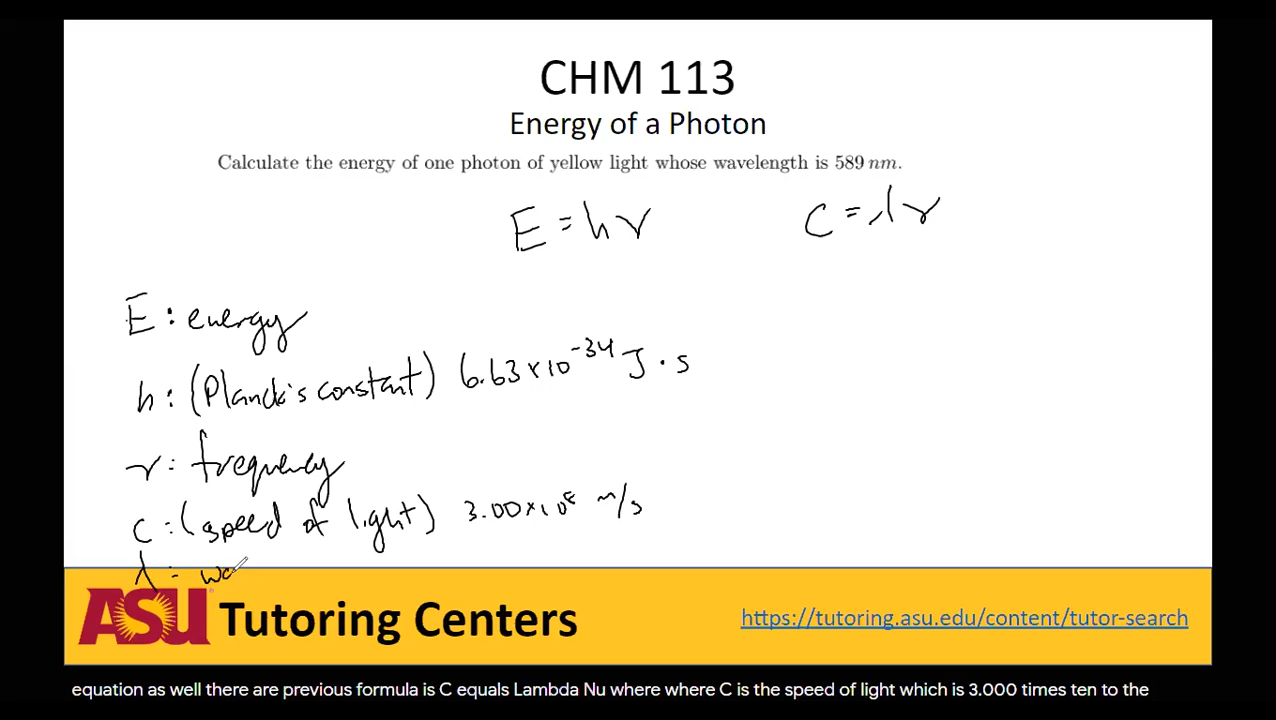 CHM 113
Energy of a Photon
Calculate the energy of one photon of yellow light whose wavelength is 589 nm.
E = hν C = λν
E : energy
h : (Planck's constant) 6.63×10⁻³⁴ J · s
ν : frequency
C : (speed of light) 3.00×10⁸ m/s
λ : wa
ASU Tutoring Centers https://tutoring.asu.edu/content/tutor-search
equation as well there are previous formula is C equals Lambda Nu where where C is the speed of light which is 3.000 times ten to the